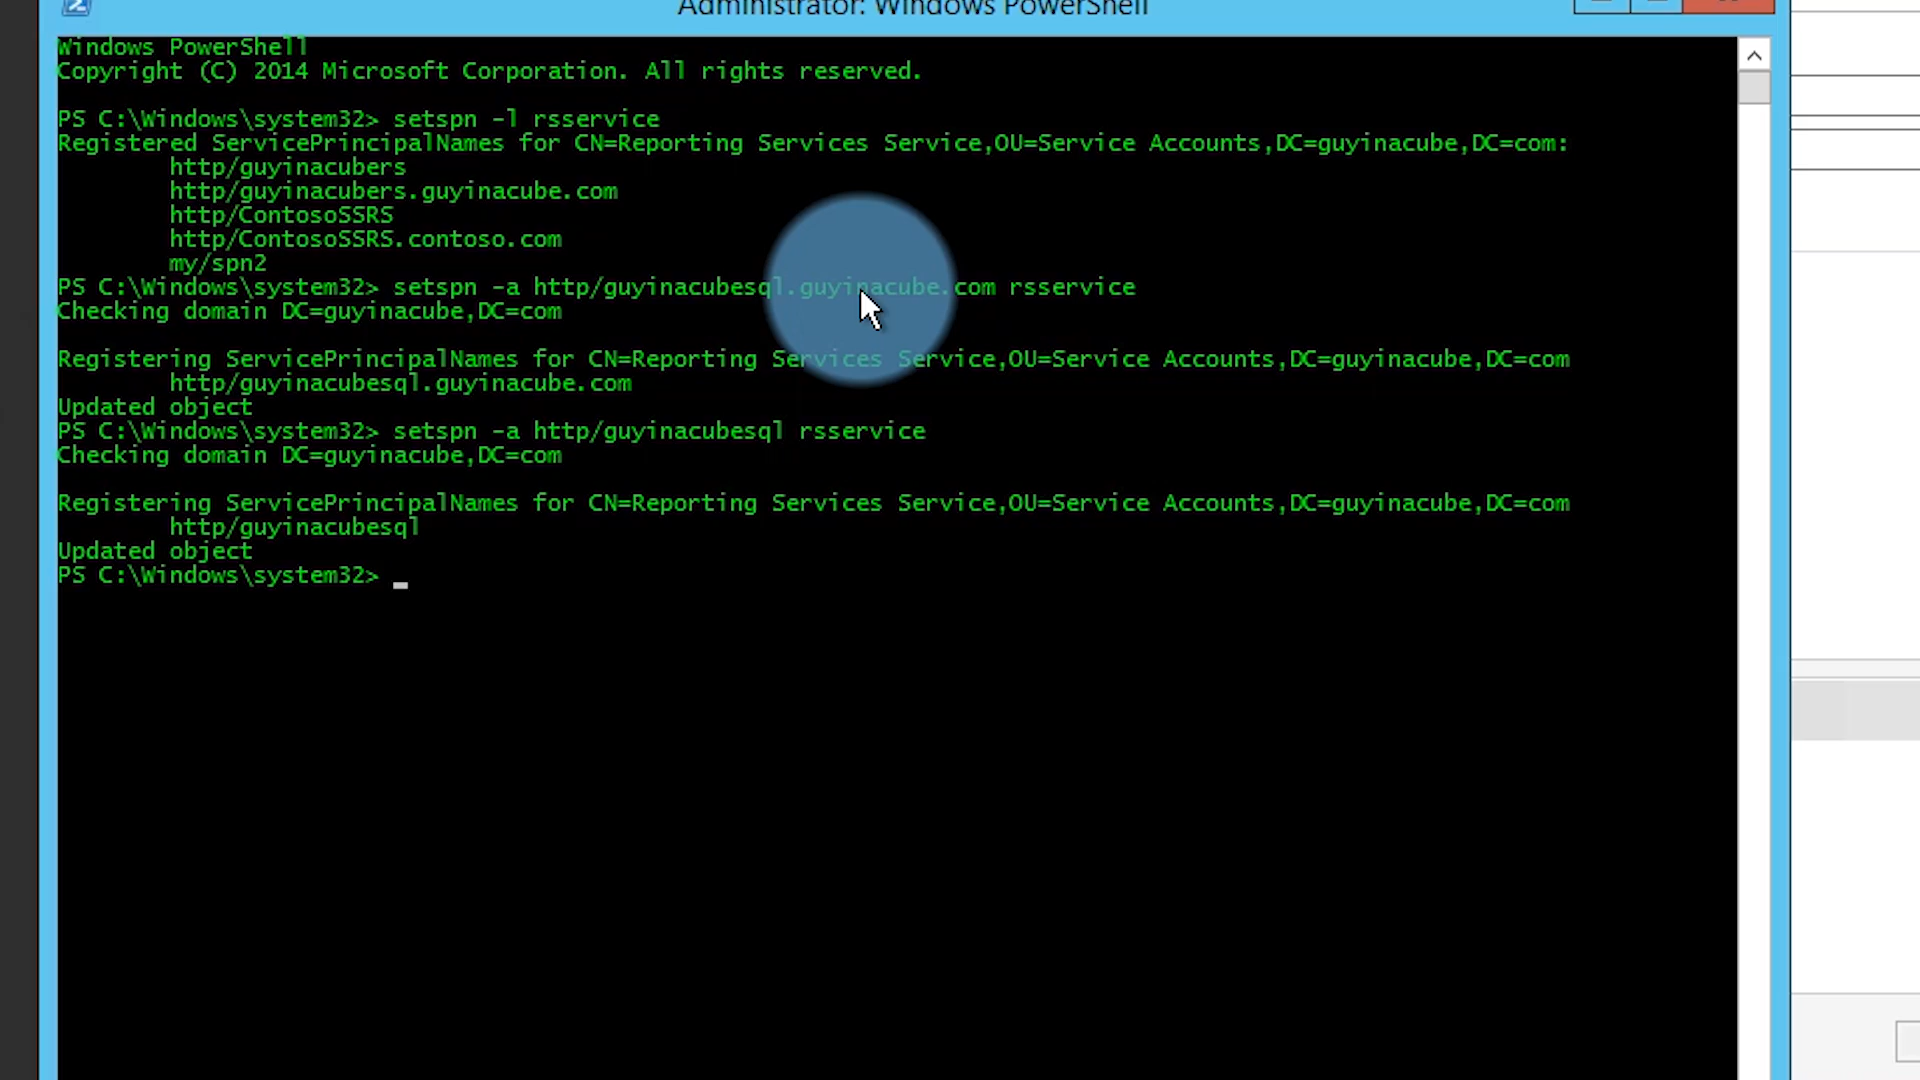 Administrator: Windows PowerShell
Windows PowerShell
Copyright (C) 2014 Microsoft Corporation. All rights reserved.
PS C:\Windows\system32> setspn -l rsservice
Registered ServicePrincipalNames for CN=Reporting Services Service,OU=Service Accounts,DC=guyinacube,DC=com:
http/guyinacubers
http/guyinacubers.guyinacube.com
http/ContosoSSRS
http/ContosoSSRS.contoso.com
my/spn2
PS C:\Windows\system32> setspn -a http/guyinacubesql.guyinacube.com rsservice
Checking domain DC=guyinacube,DC=com
Registering ServicePrincipalNames for CN=Reporting Services Service,OU=Service Accounts,DC=guyinacube,DC=com
http/guyinacubesql.guyinacube.com
Updated object
PS C:\Windows\system32> setspn -a http/guyinacubesql rsservice
Checking domain DC=guyinacube,DC=com
Registering ServicePrincipalNames for CN=Reporting Services Service,OU=Service Accounts,DC=guyinacube,DC=com
http/guyinacubesql
Updated object
PS C:\Windows\system32> _